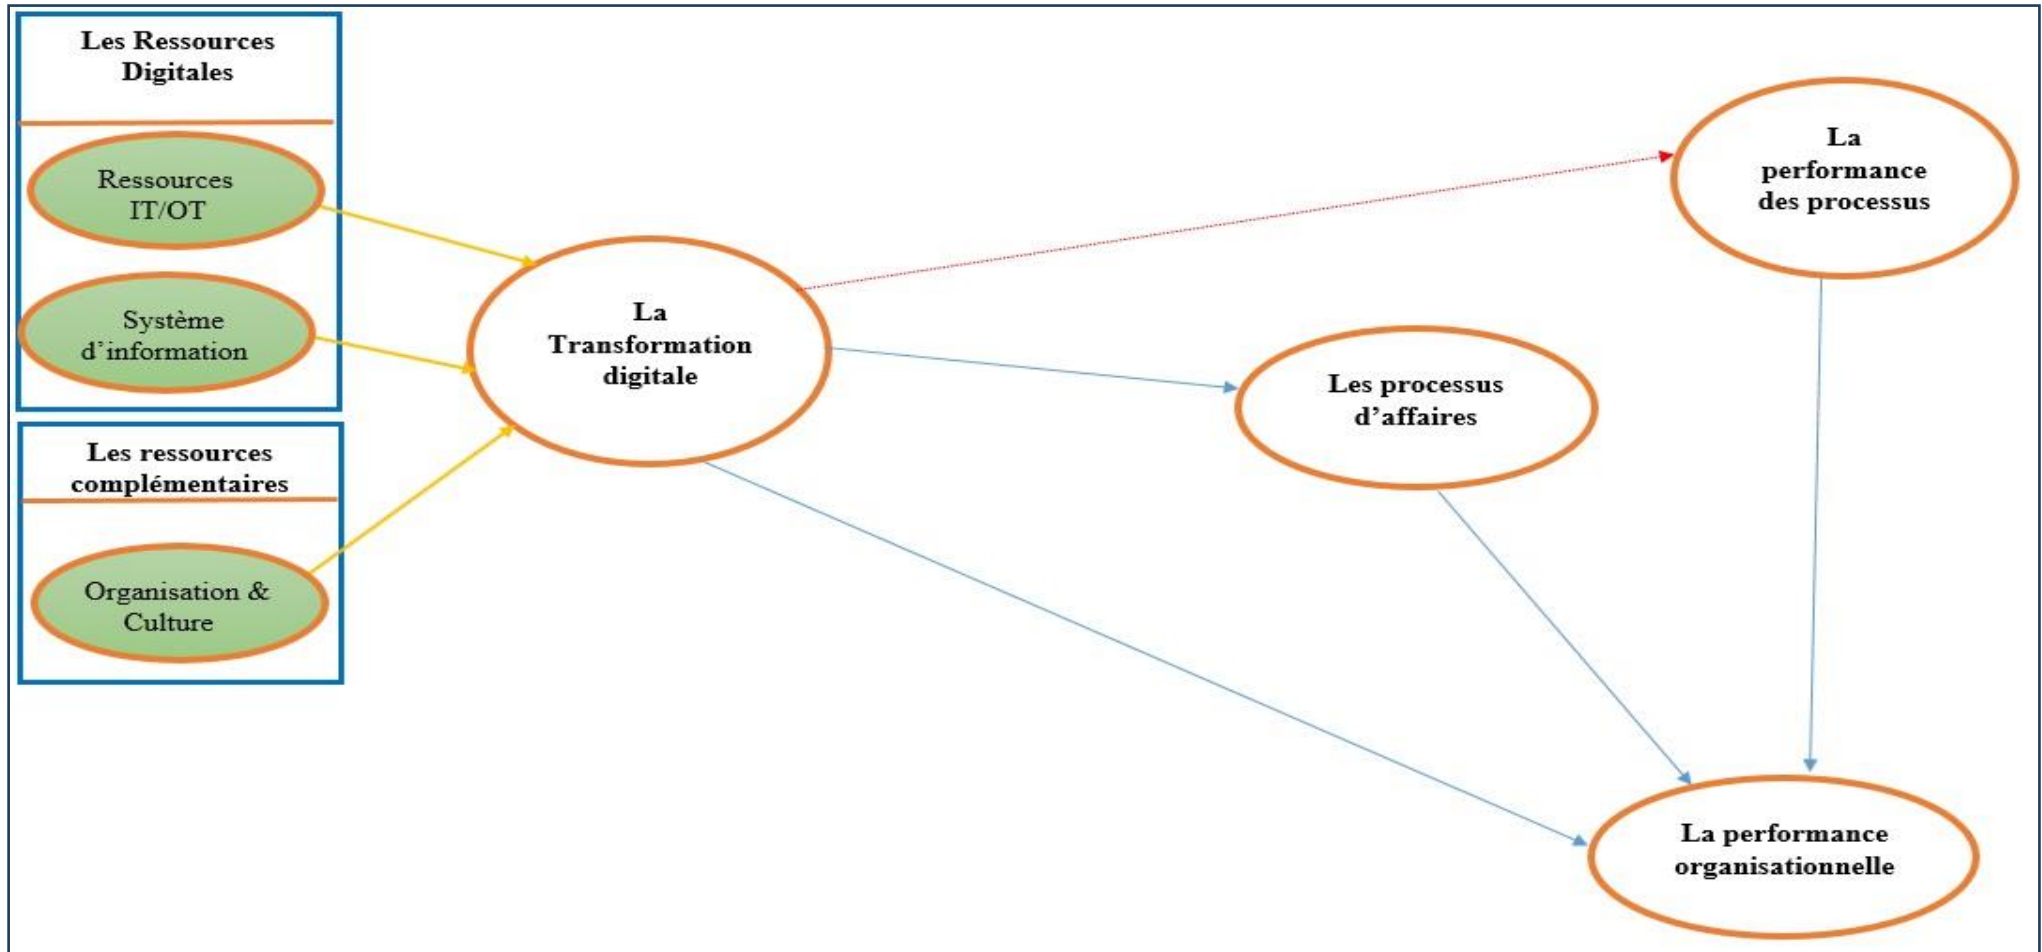 Les Ressources
Digitales
Ressources
IT/OT
Système
d’information
Les ressources
complémentaires
Organisation &
Culture
La
Transformation
digitale
La
performance
des processus
Les processus
d’affaires
La performance
organisationnelle